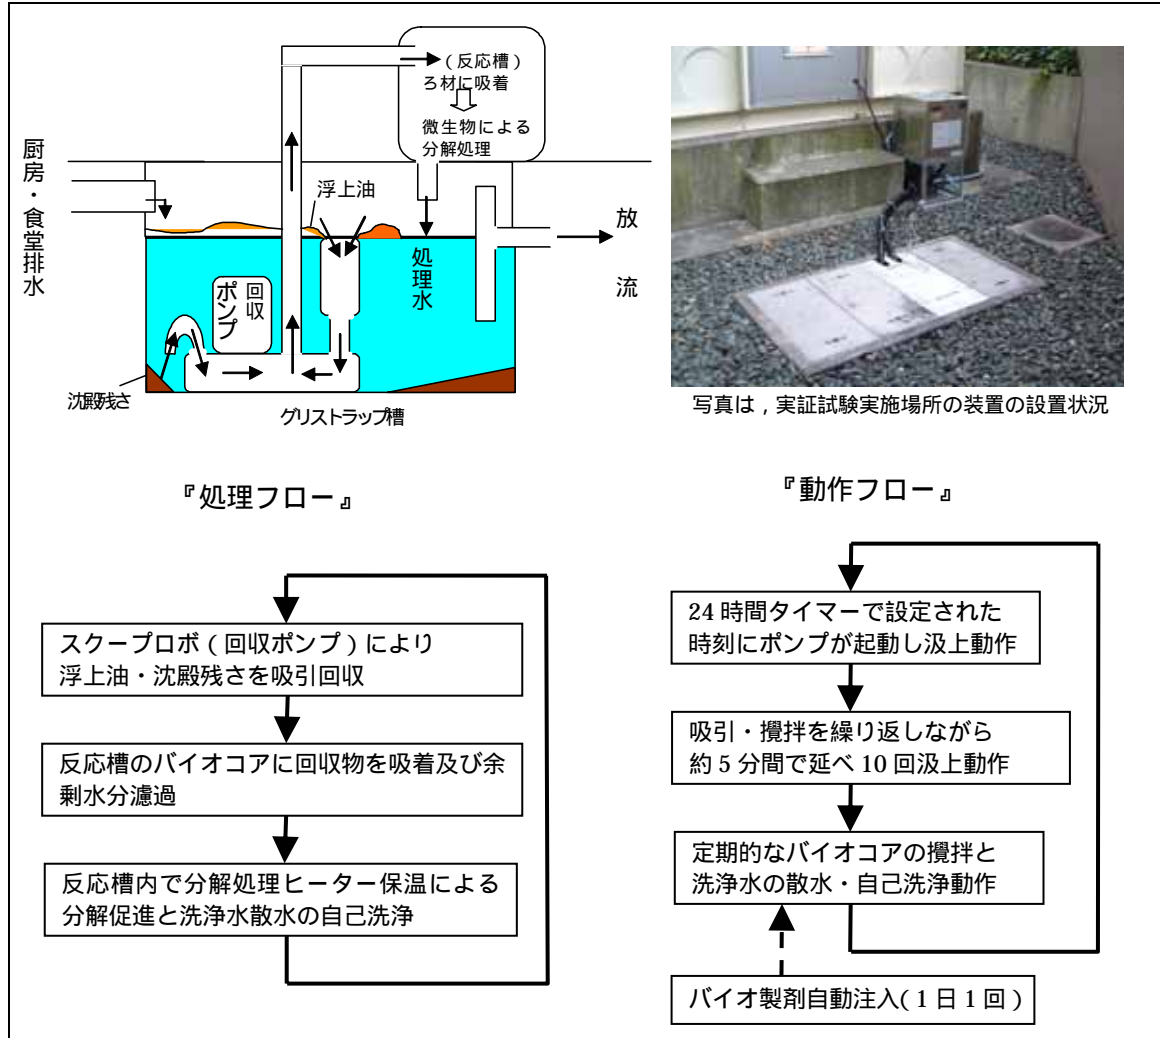 （反応槽）
ろ材に吸着
微生物による
分解処理
厨房・食堂排水
浮上油
処理水
放流
回収
ポンプ
沈殿残さ
グリストラップ槽
写真は，実証試験実施場所の装置の設置状況
『処理フロー』
スクープロボ（回収ポンプ）により
浮上油・沈殿残さを吸引回収
反応槽のバイオコアに回収物を吸着及び余
剰水分濾過
反応槽内で分解処理ヒーター保温による
分解促進と洗浄水散水の自己洗浄
『動作フロー』
24時間タイマーで設定された
時刻にポンプが起動し汲上動作
吸引・攪拌を繰り返しながら
約5分間で延べ10回汲上動作
定期的なバイオコアの攪拌と
洗浄水の散水・自己洗浄動作
バイオ製剤自動注入(1日1回)